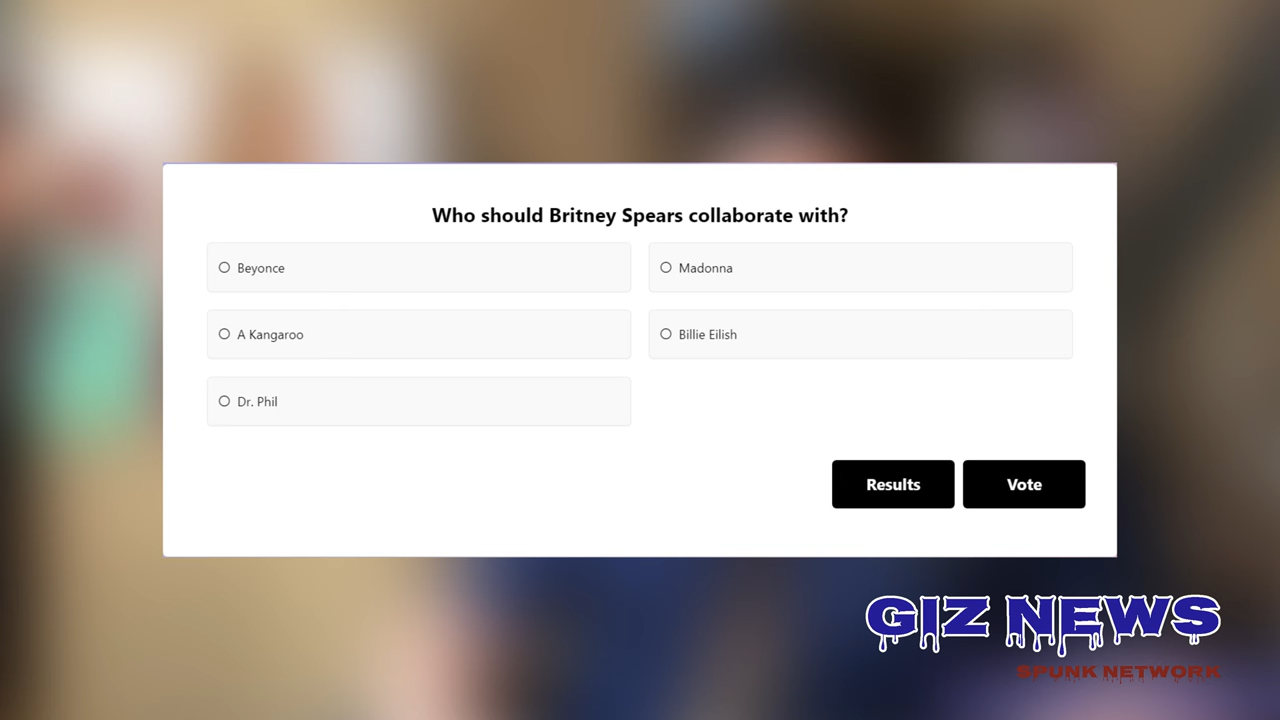 Who should Britney Spears collaborate with?
Beyonce
Madonna
A Kangaroo
Billie Eilish
Dr. Phil
Results
Vote
GIZ NEWS
SPUNK NETWORK